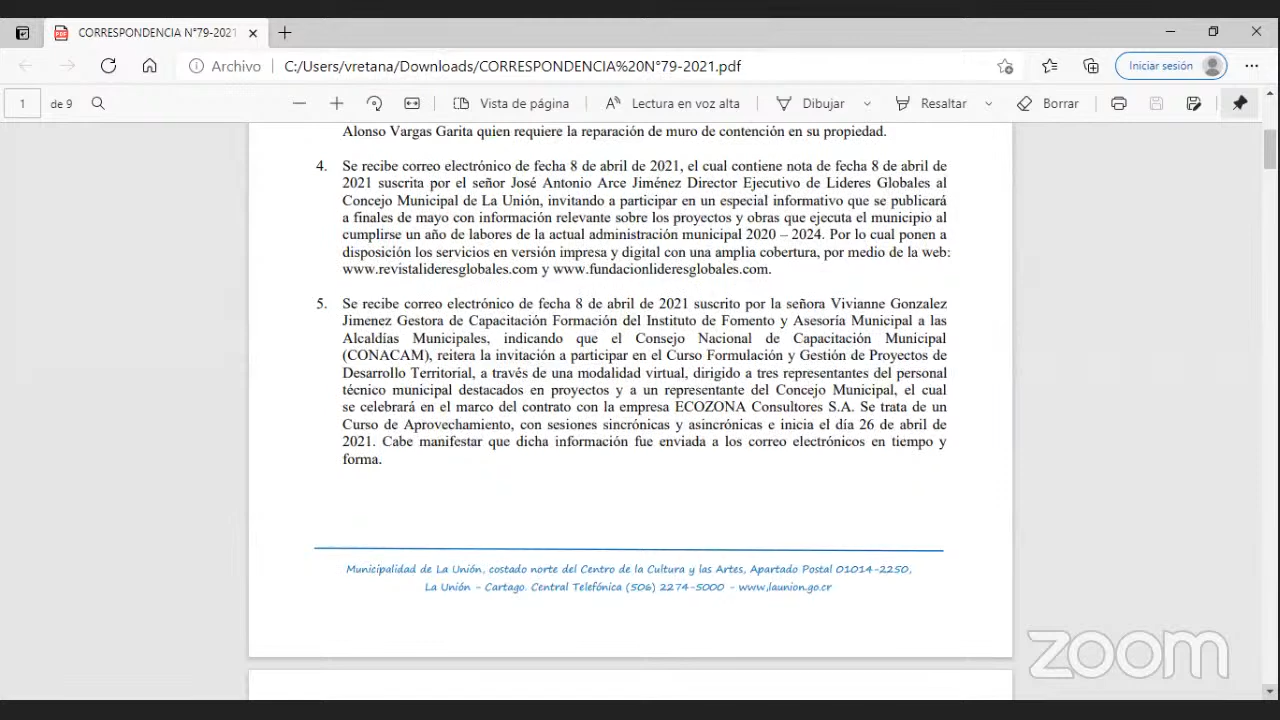 CORRESPONDENCIA N°79-2021
Archivo C:/Users/vretana/Downloads/CORRESPONDENCIA%20N°79-2021.pdf Iniciar sesión
1 de 9 Vista de página Lectura en voz alta Dibujar Resaltar Borrar
Alonso Vargas Garita quien requiere la reparación de muro de contención en su propiedad.
4. Se recibe correo electrónico de fecha 8 de abril de 2021, el cual contiene nota de fecha 8 de abril de
2021 suscrita por el señor José Antonio Arce Jiménez Director Ejecutivo de Lideres Globales al
Concejo Municipal de La Unión, invitando a participar en un especial informativo que se publicará
a finales de mayo con información relevante sobre los proyectos y obras que ejecuta el municipio al
cumplirse un año de labores de la actual administración municipal 2020 – 2024. Por lo cual ponen a
disposición los servicios en versión impresa y digital con una amplia cobertura, por medio de la web:
www.revistalideresglobales.com y www.fundacionlideresglobales.com.
5. Se recibe correo electrónico de fecha 8 de abril de 2021 suscrito por la señora Vivianne Gonzalez
Jimenez Gestora de Capacitación Formación del Instituto de Fomento y Asesoría Municipal a las
Alcaldías Municipales, indicando que el Consejo Nacional de Capacitación Municipal
(CONACAM), reitera la invitación a participar en el Curso Formulación y Gestión de Proyectos de
Desarrollo Territorial, a través de una modalidad virtual, dirigido a tres representantes del personal
técnico municipal destacados en proyectos y a un representante del Concejo Municipal, el cual
se celebrará en el marco del contrato con la empresa ECOZONA Consultores S.A. Se trata de un
Curso de Aprovechamiento, con sesiones sincrónicas y asincrónicas e inicia el día 26 de abril de
2021. Cabe manifestar que dicha información fue enviada a los correo electrónicos en tiempo y
forma.
Municipalidad de La Unión, costado norte del Centro de la Cultura y las Artes, Apartado Postal 01014-2250,
La Unión - Cartago. Central Telefónica (506) 2274-5000 - www,launion.go.cr
zoom